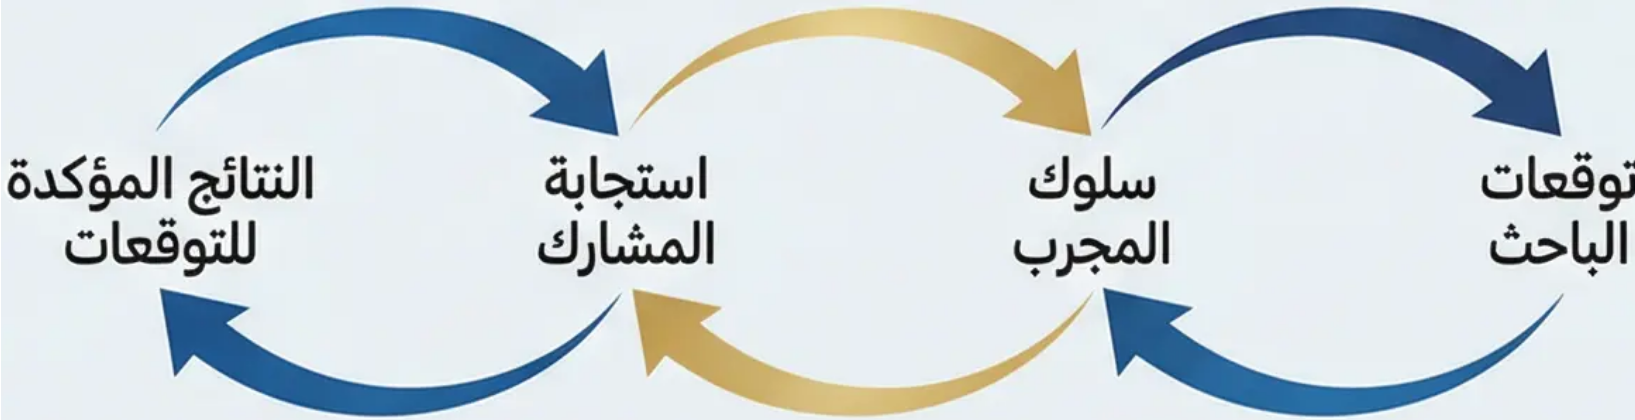 توقعات
الباحث
سلوك
المجرب
استجابة
المشارك
النتائج المؤكدة
للتوقعات